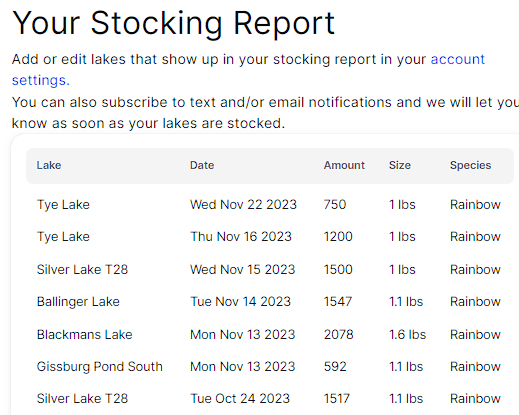 Your Stocking Report
Add or edit lakes that show up in your stocking report in your account
settings.
You can also subscribe to text and/or email notifications and we will let you
know as soon as your lakes are stocked.
Lake Date Amount Size Species
Tye Lake Wed Nov 22 2023 750 1 lbs Rainbow
Tye Lake Thu Nov 16 2023 1200 1 lbs Rainbow
Silver Lake T28 Wed Nov 15 2023 1500 1 lbs Rainbow
Ballinger Lake Tue Nov 14 2023 1547 1.1 lbs Rainbow
Blackmans Lake Mon Nov 13 2023 2078 1.6 lbs Rainbow
Gissburg Pond South Mon Nov 13 2023 592 1.1 lbs Rainbow
Silver Lake T28 Tue Oct 24 2023 1517 1.1 lbs Rainbow